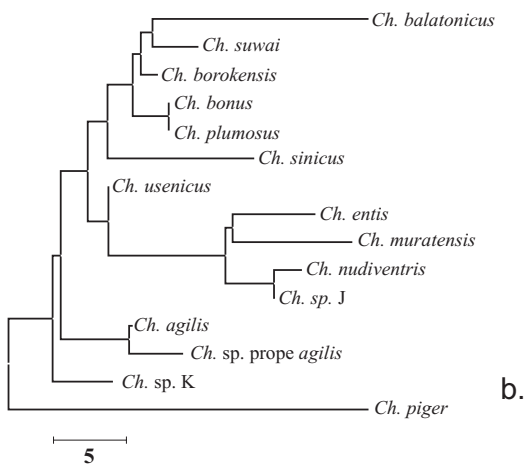 Ch. balatonicus
Ch. suwai
Ch. borokensis
Ch. bonus
Ch. plumosus
Ch. sinicus
Ch. usenicus
Ch. entis
Ch. muratensis
Ch. nudiventris
Ch. sp. J
Ch. agilis
Ch. sp. prope agilis
Ch. sp. K
b.
Ch. piger
5